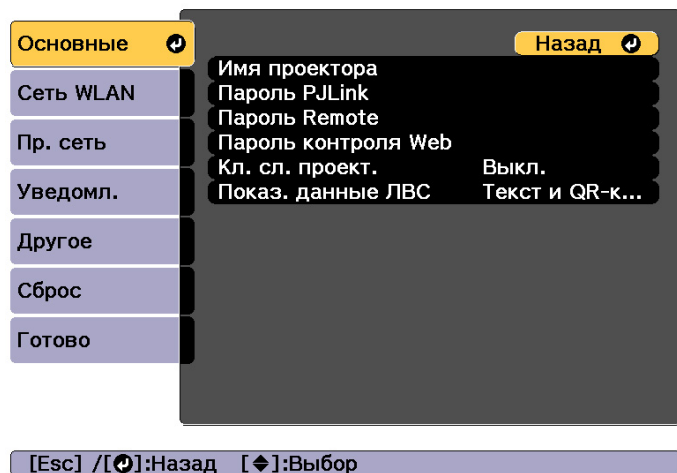 Основные
Назад
Имя проектора
Сеть WLAN
Пароль PJLink
Пароль Remote
Пр. сеть
Пароль контроля Web
Кл. сл. проект. Выкл.
Уведомл.
Показ. данные ЛВС Текст и QR-к...
Другое
Сброс
Готово
[Esc] /[⏎]:Назад [◆]:Выбор